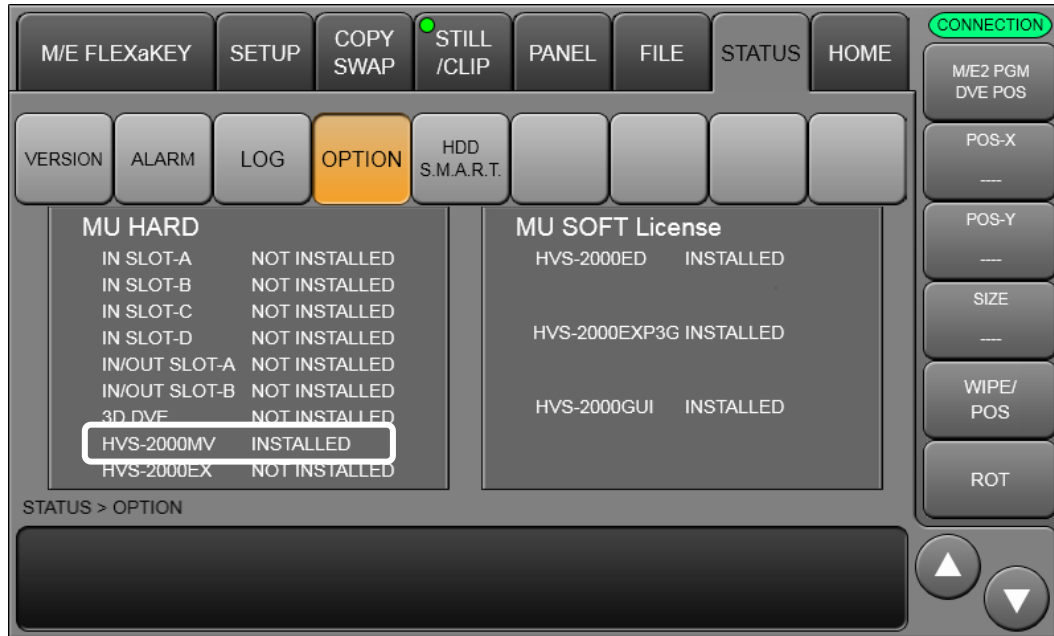 M/E FLEXaKEY
SETUP
COPY
SWAP
STILL
/CLIP
PANEL
FILE
STATUS
HOME
CONNECTION
M/E2 PGM
DVE POS
VERSION
ALARM
LOG
OPTION
HDD
S.M.A.R.T.
POS-X
----
POS-Y
----
SIZE
----
WIPE/
POS
ROT
MU HARD
IN SLOT-A NOT INSTALLED
IN SLOT-B NOT INSTALLED
IN SLOT-C NOT INSTALLED
IN SLOT-D NOT INSTALLED
IN/OUT SLOT-A NOT INSTALLED
IN/OUT SLOT-B NOT INSTALLED
3D DVE NOT INSTALLED
HVS-2000MV INSTALLED
HVS-2000EX NOT INSTALLED
MU SOFT License
HVS-2000ED INSTALLED
HVS-2000EXP3G INSTALLED
HVS-2000GUI INSTALLED
STATUS > OPTION